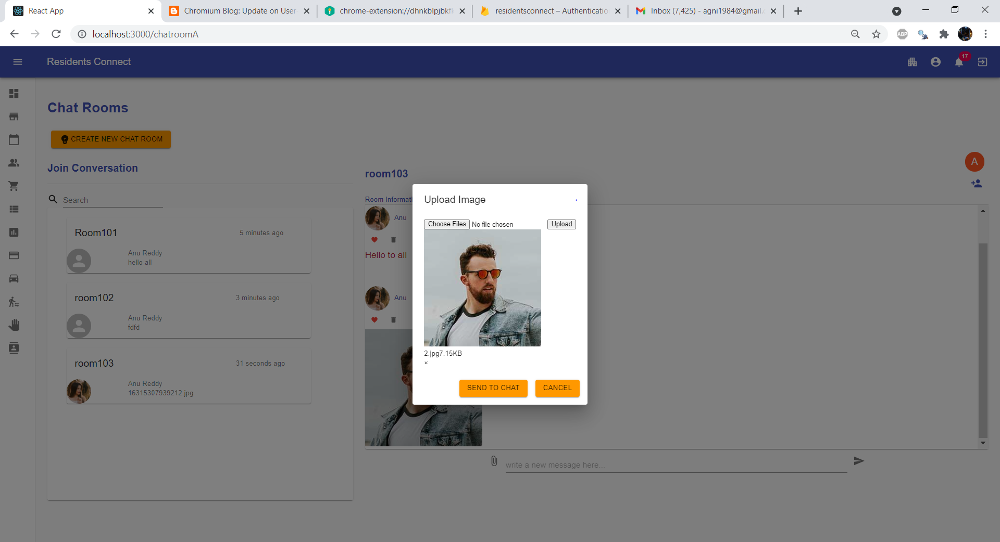 React App
Chromium Blog: Update on User-
chrome-extension://dhnkblpjbkfk
residentsconnect – Authenticatio
Inbox (7,425) - agni1984@gmail.c
localhost:3000/chatroomA
ABP
Residents Connect
17
Chat Rooms
CREATE NEW CHAT ROOM
A
Join Conversation
room103
Search
Room Informati
Upload Image
Choose Files No file chosen
Upload
Room101
5 minutes ago
Anu Reddy
hello all
room102
3 minutes ago
Anu Reddy
fdfd
room103
31 seconds ago
Anu Reddy
16315307939212.jpg
Anu
Hello to all
Anu
2.jpg7.15KB
×
SEND TO CHAT
CANCEL
write a new message here...